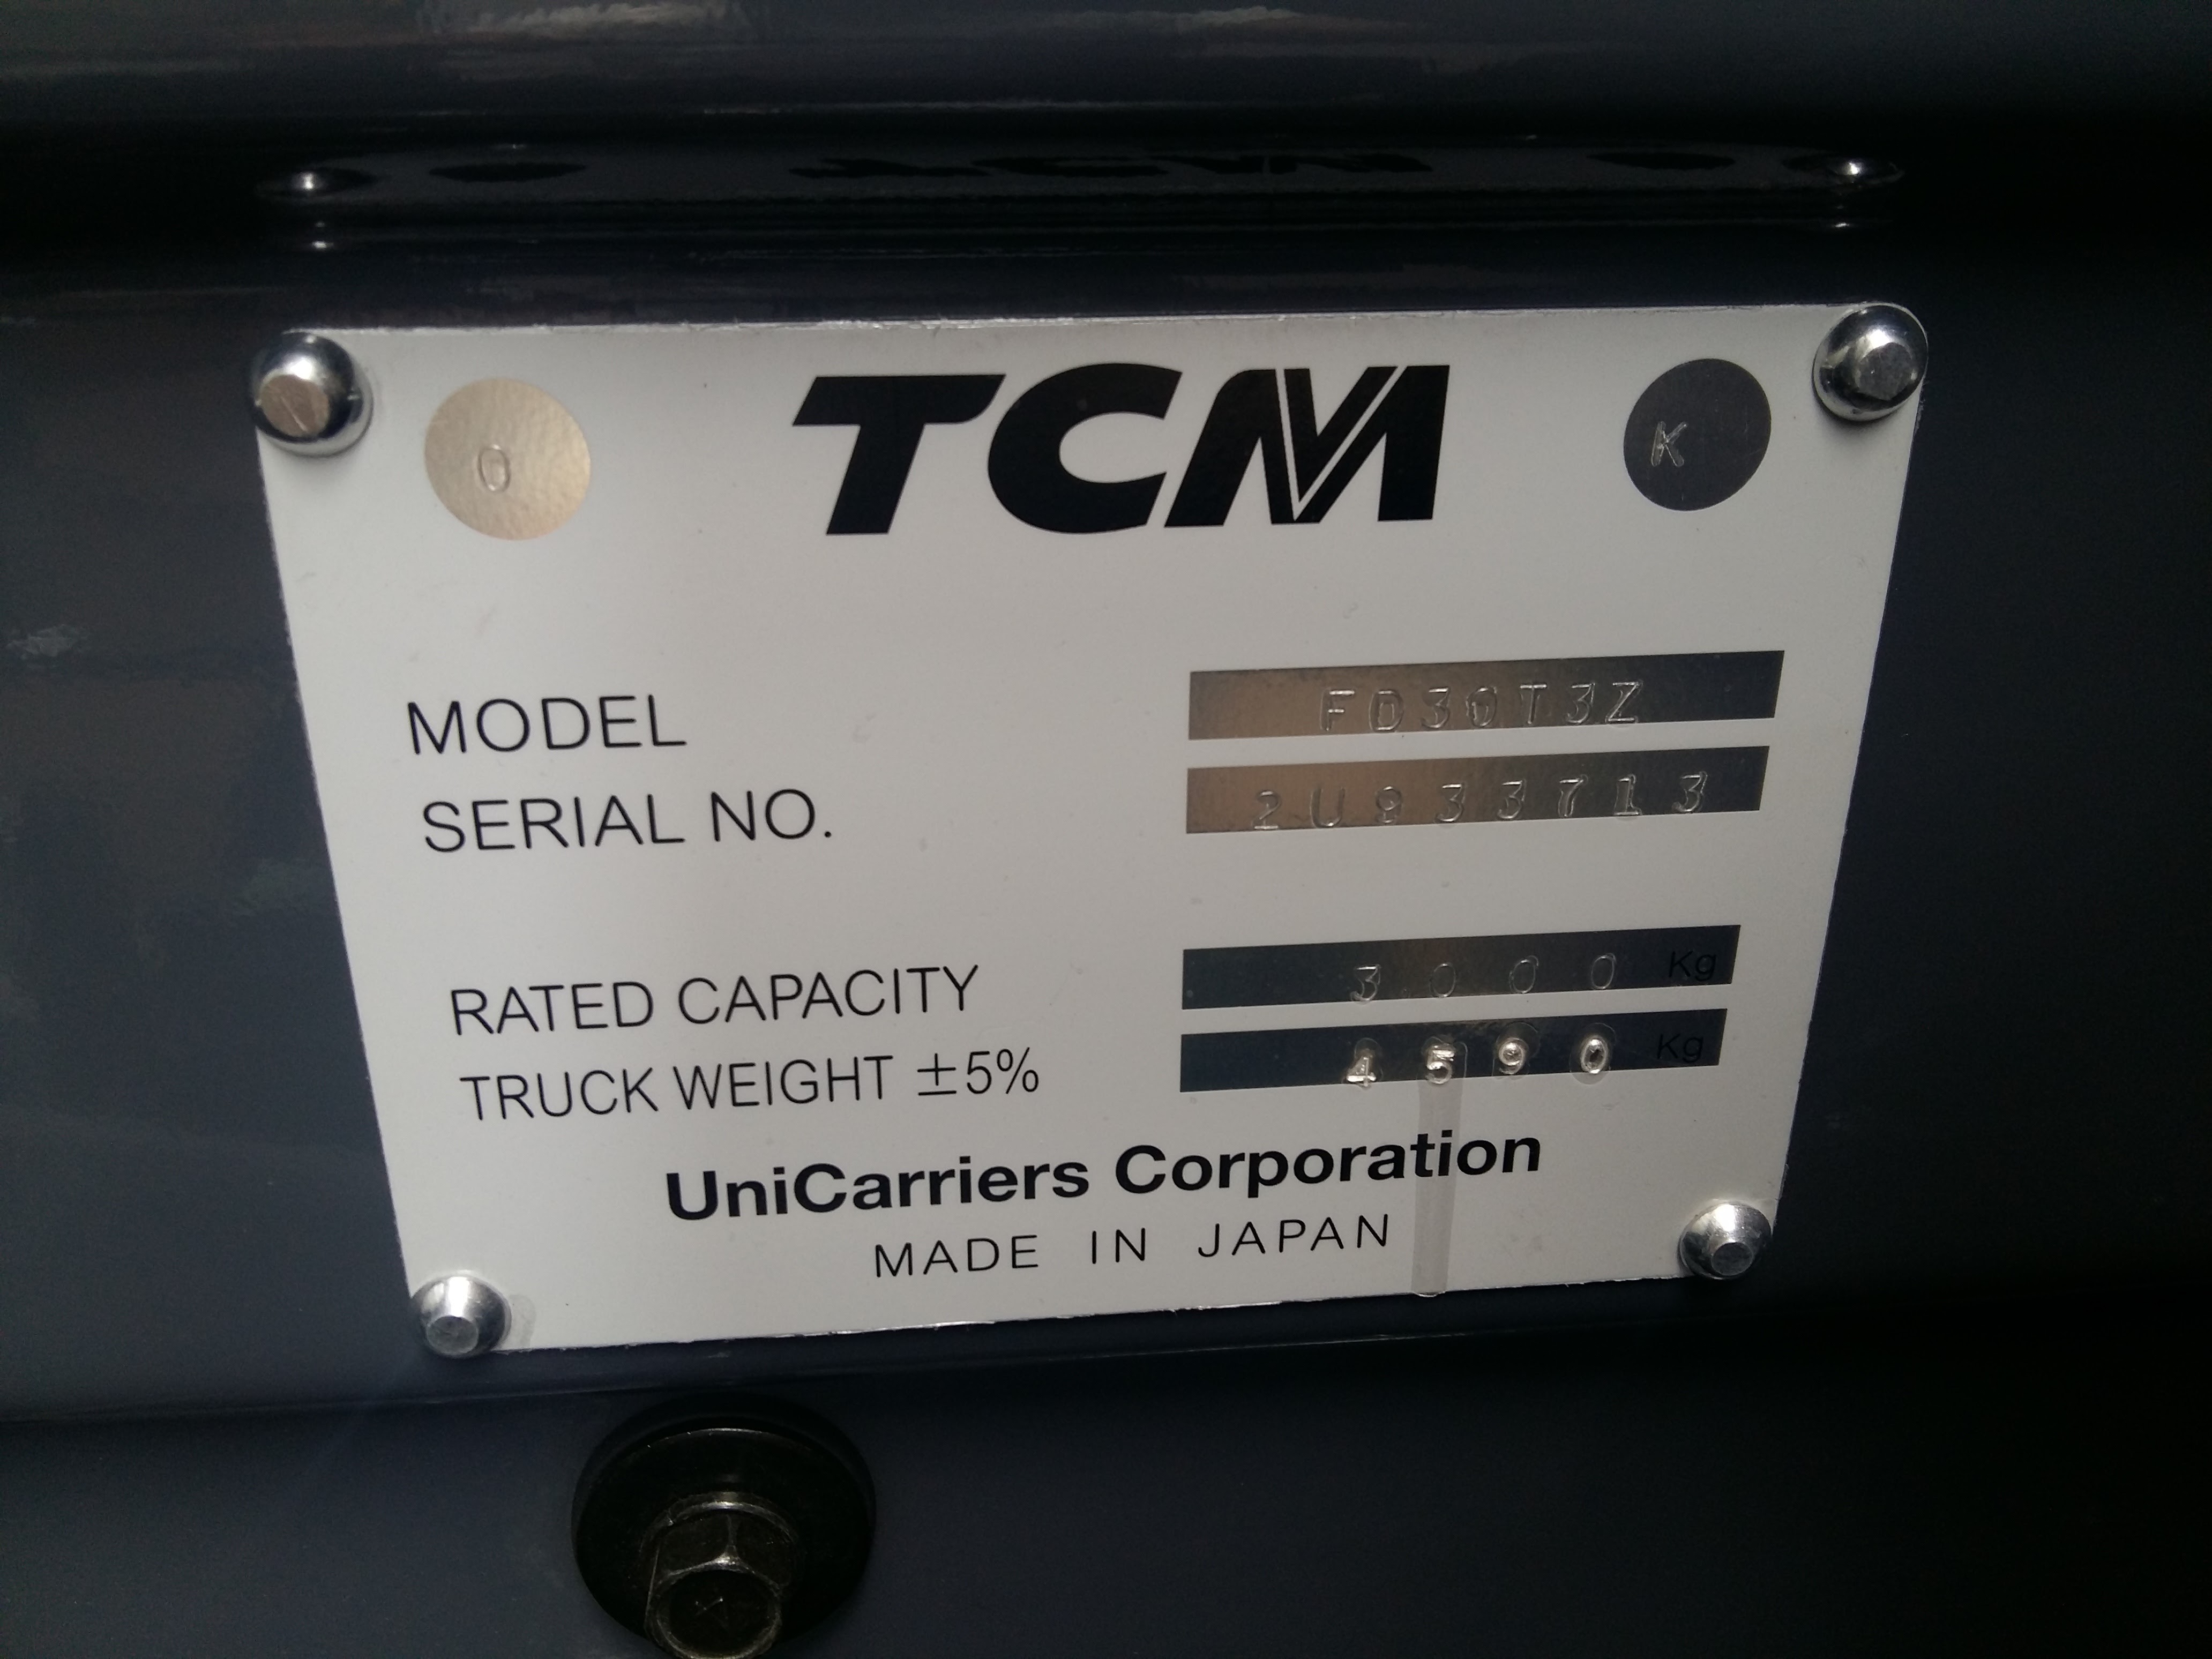 O TCM K
MODEL FD30T3Z
SERIAL NO. 2U933713
RATED CAPACITY 3000 Kg
TRUCK WEIGHT ±5% 4590 Kg
UniCarriers Corporation
MADE IN JAPAN